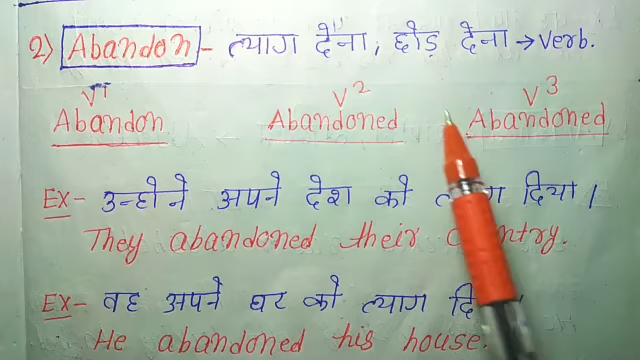 2) Abandon - त्याग देना, छोड़ देना → Verb.
V1 V2 V3
Abandon Abandoned Abandoned
Ex- उन्होने अपने देश को दिया।
They abandoned their
Ex- वह अपने घर को त्याग
He abandoned his house.